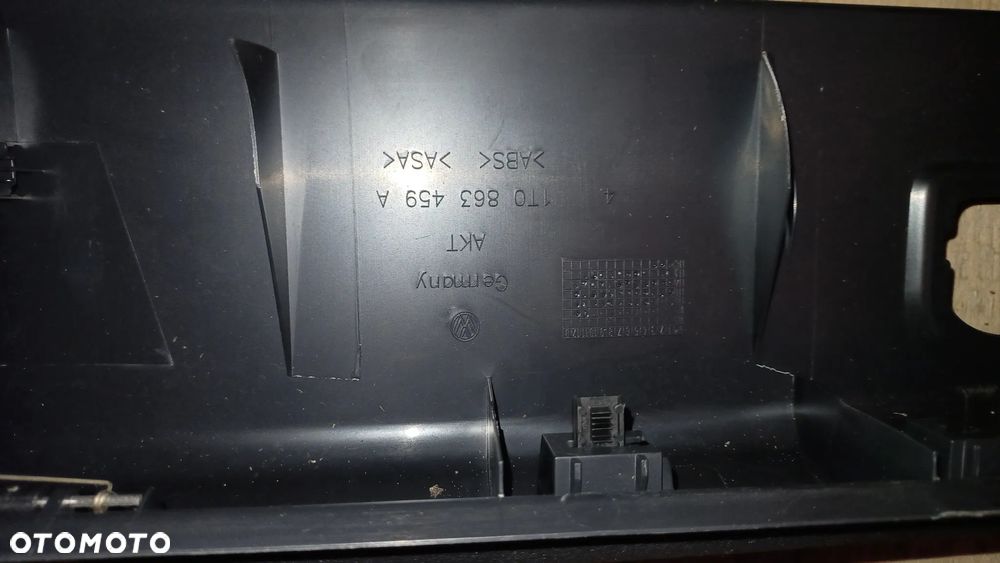 Germany
AKT
4. 1T0 863 459 A
>ABS< >ASA<
OTOMOTO